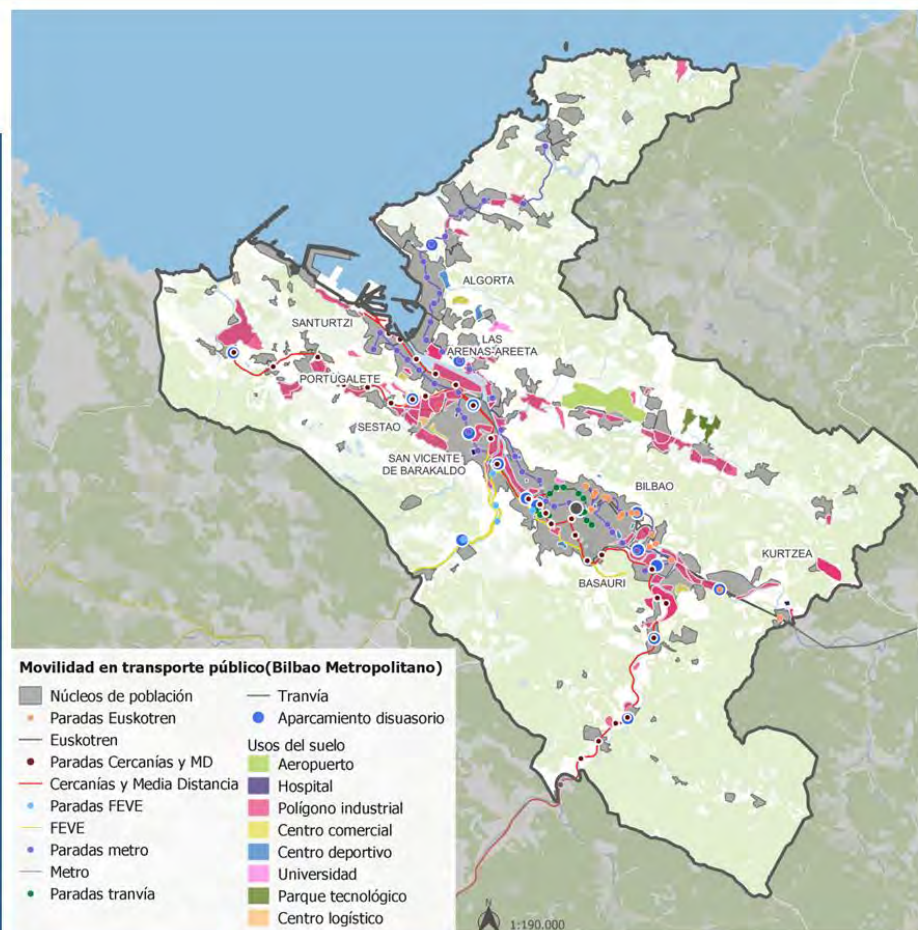 ALGORTA
SANTURTZI
LAS
ARENAS-AREETA
PORTUGALETE
SESTAO
SAN VICENTE
DE BARAKALDO
BILBAO
KURTZEA
BASAURI
Movilidad en transporte público(Bilbao Metropolitano)
Núcleos de población
Paradas Euskotren
Euskotren
Paradas Cercanías y MD
Cercanías y Media Distancia
Paradas FEVE
FEVE
Paradas metro
Metro
Paradas tranvía
Tranvía
Aparcamiento disuasorio
Usos del suelo
Aeropuerto
Hospital
Polígono industrial
Centro comercial
Centro deportivo
Universidad
Parque tecnológico
Centro logístico
N
1:190.000